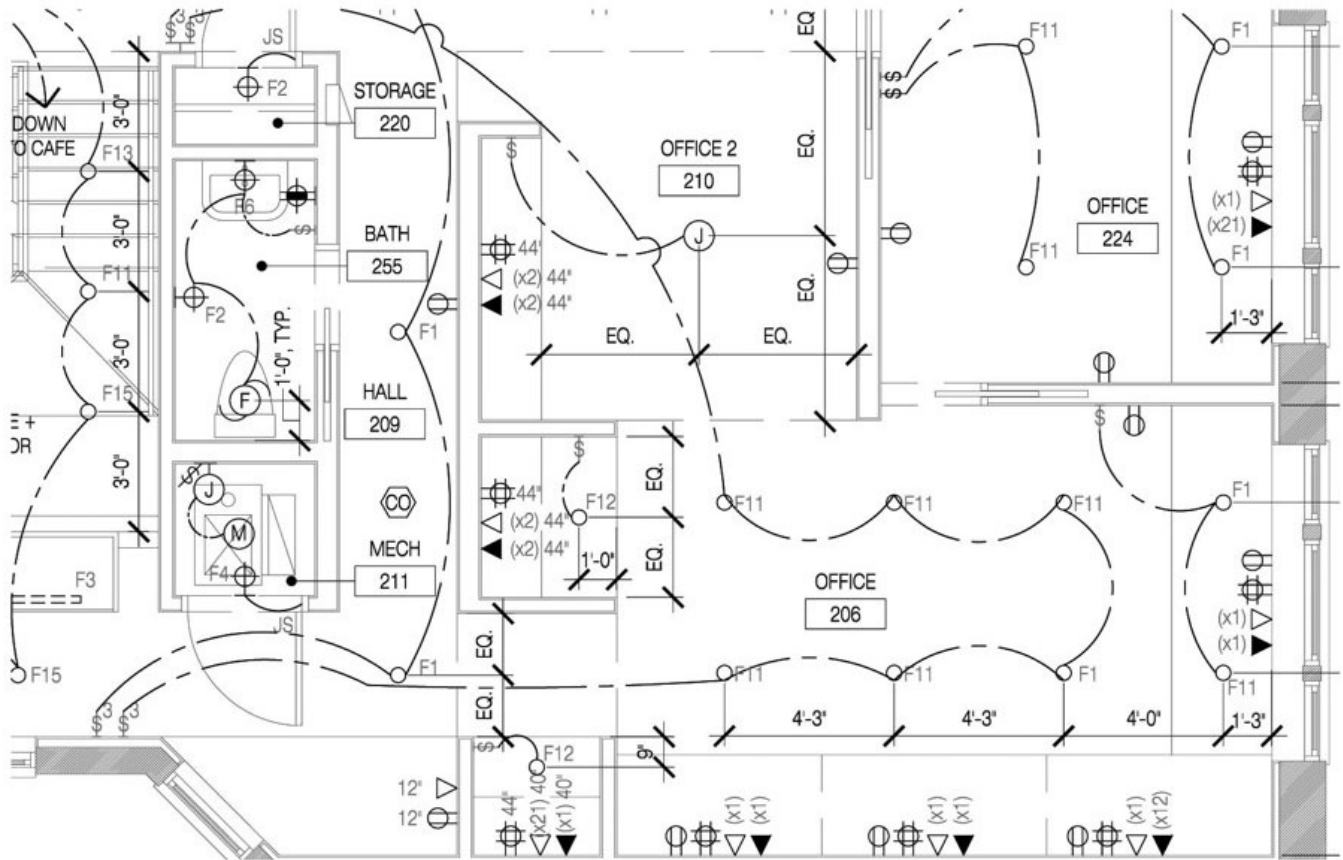 S3
S3
JS
EQ.
F11
F1
F2
STORAGE
220
DOWN
TO CAFE
3'-0"
F13
S
S
S
EQ.
OFFICE 2
210
(x1)
(x21)
F6
S
BATH
255
OFFICE
224
3'-0"
44"
(x2) 44"
(x2) 44"
J
F11
F1
F11
F2
1'-0", TYP.
F1
EQ.
EQ.
EQ.
1'-3"
3'-0"
F15
F
HALL
209
S
3'-0"
S
J
CO
M
MECH
211
F4
S
44"
(x2) 44"
(x2) 44"
F12
1'-0"
EQ.
EQ.
F11
F11
F11
F1
OFFICE
206
(x1)
(x1)
F3
JS
F15
F1
EQ.
EQ.
F11
F11
F1
F11
4'-3"
4'-3"
4'-0"
1'-3"
S3
S3
S
F12
9"
12"
12"
44"
(x21) 40"
(x1) 40"
(x1)
(x1)
(x1)
(x1)
(x1)
(x12)